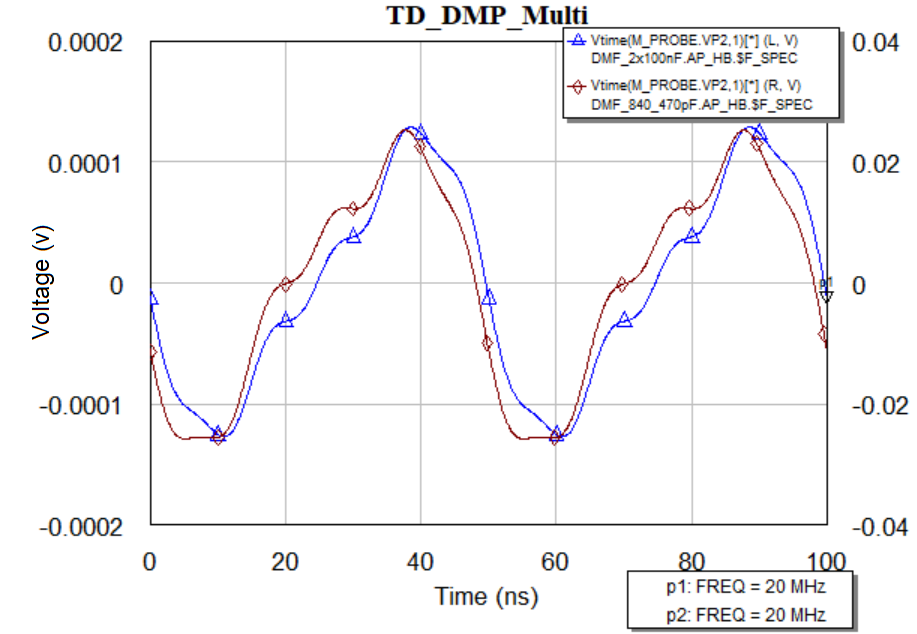 TD_DMP_Multi
Vtime(M_PROBE.VP2,1)[*] (L, V)
DMF_2x100nF.AP_HB.$F_SPEC
Vtime(M_PROBE.VP2,1)[*] (R, V)
DMF_840_470pF.AP_HB.$F_SPEC
0.0002
0.0001
0
-0.0001
-0.0002
Voltage (v)
0.04
0.02
0
-0.02
-0.04
p1
0
20
40
60
80
100
Time (ns)
p1: FREQ = 20 MHz
p2: FREQ = 20 MHz